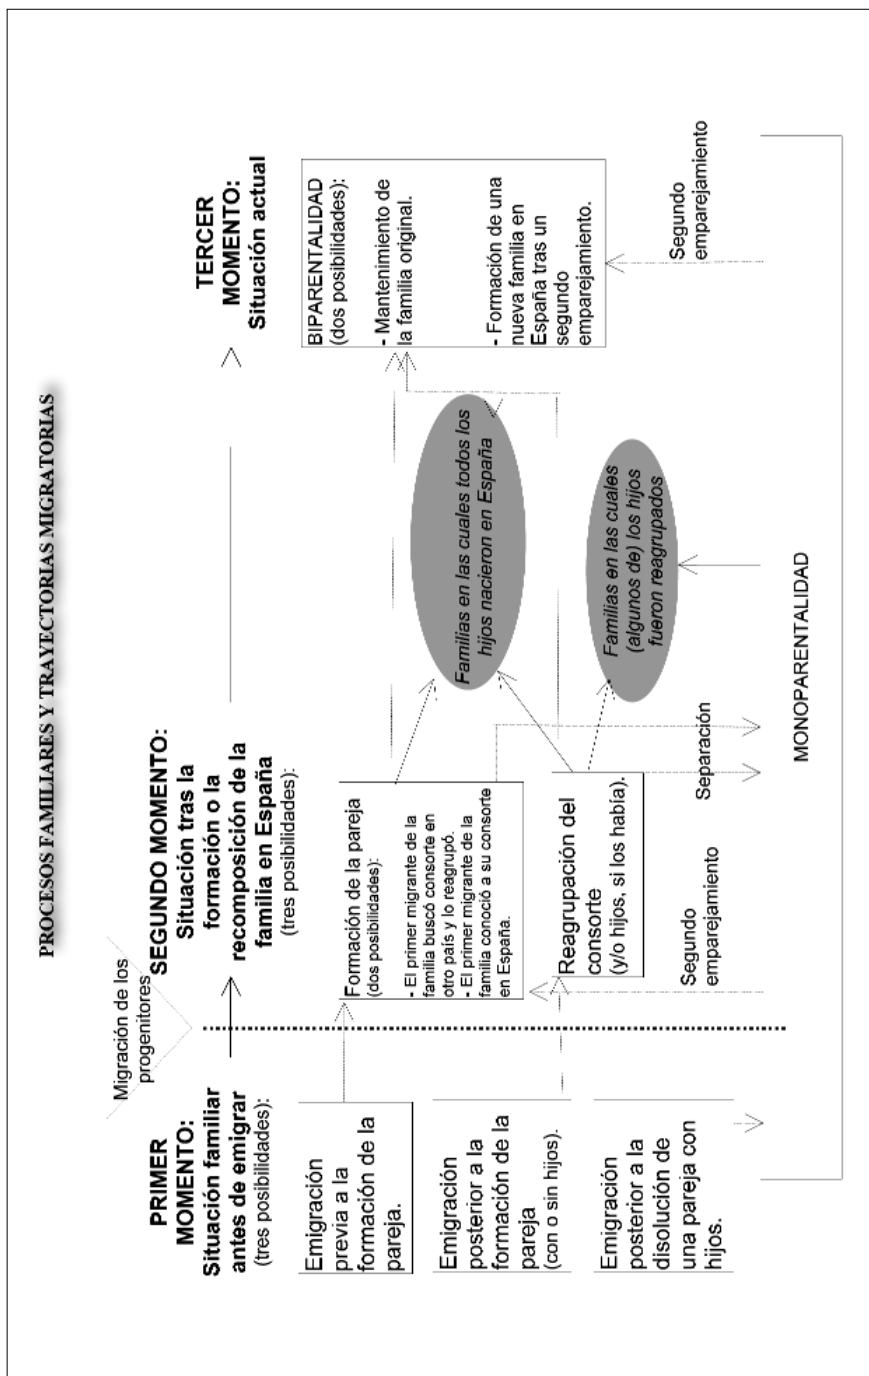 PROCESOS FAMILIARES Y TRAYECTORIAS MIGRATORIAS
Migración de los
progenitores
PRIMER
MOMENTO:
Situación familiar
antes de emigrar
(tres posibilidades):
Emigración
previa a la
formación de la
pareja.
Emigración
posterior a la
formación de la
pareja
(con o sin hijos).
Emigración
posterior a la
disolución de
una pareja con
hijos.
SEGUNDO MOMENTO:
Situación tras la
formación o la
recomposición de la
familia en España
(tres posibilidades):
Formación de la pareja
(dos posibilidades):
- El primer migrante de la
familia buscó consorte en
otro país y lo reagrupó.
- El primer migrante de la
familia conoció a su consorte
en España.
Reagrupación del
consorte
(y/o hijos, si los había).
Segundo
emparejamiento
Separación
MONOPARENTALIDAD
Familias en las cuales todos los
hijos nacieron en España
Familias en las cuales
(algunos de) los hijos
fueron reagrupados
TERCER
MOMENTO:
Situación actual
BIPARENTALIDAD
(dos posibilidades):
- Mantenimiento de
la familia original.
- Formación de una
nueva familia en
España tras un
segundo
emparejamiento.
Segundo
emparejamiento